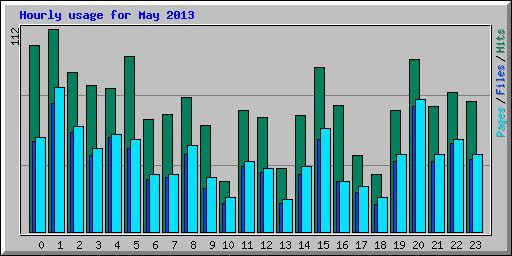 Hourly usage for May 2013
112
Pages/Files/Hits
0 1 2 3 4 5 6 7 8 9 10 11 12 13 14 15 16 17 18 19 20 21 22 23